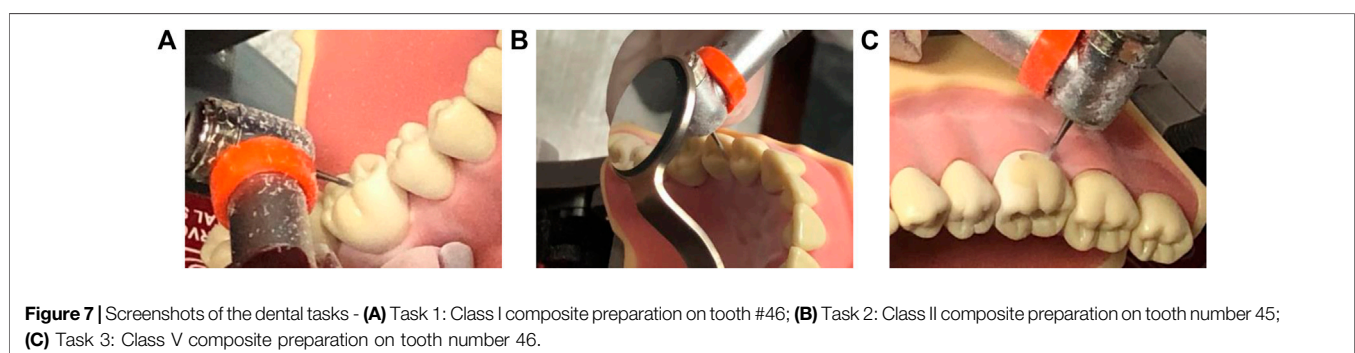 A
B
C
Figure 7 | Screenshots of the dental tasks - (A) Task 1: Class I composite preparation on tooth #46; (B) Task 2: Class II composite preparation on tooth number 45;
(C) Task 3: Class V composite preparation on tooth number 46.